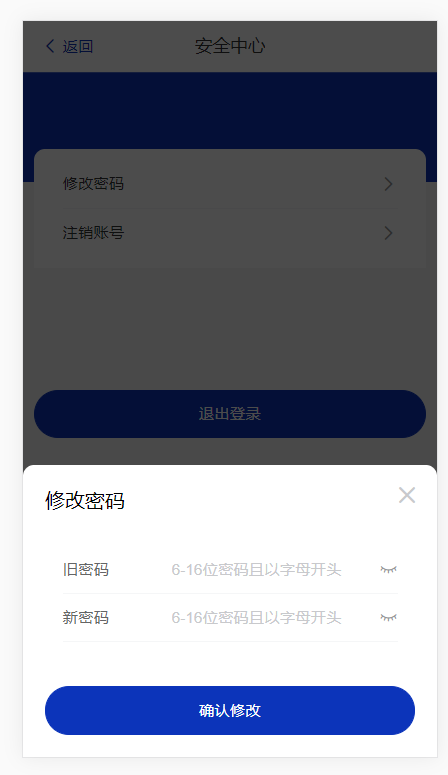 返回
安全中心
修改密码
注销账号
退出登录
修改密码
旧密码 6-16位密码且以字母开头
新密码 6-16位密码且以字母开头
确认修改